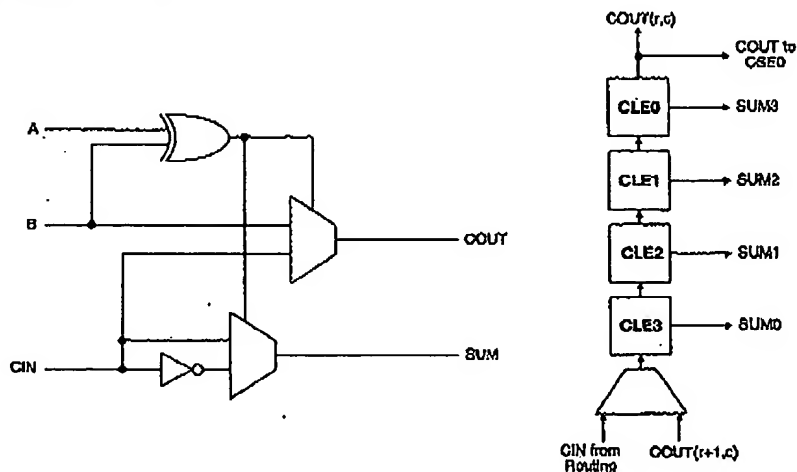 A
B
CIN
COUT
SUM
COUT(r,c)
COUT to
CSE0
CLE0
SUM3
CLE1
SUM2
CLE2
SUM1
CLE3
SUM0
CIN from
Routing
COUT(r+1,c)